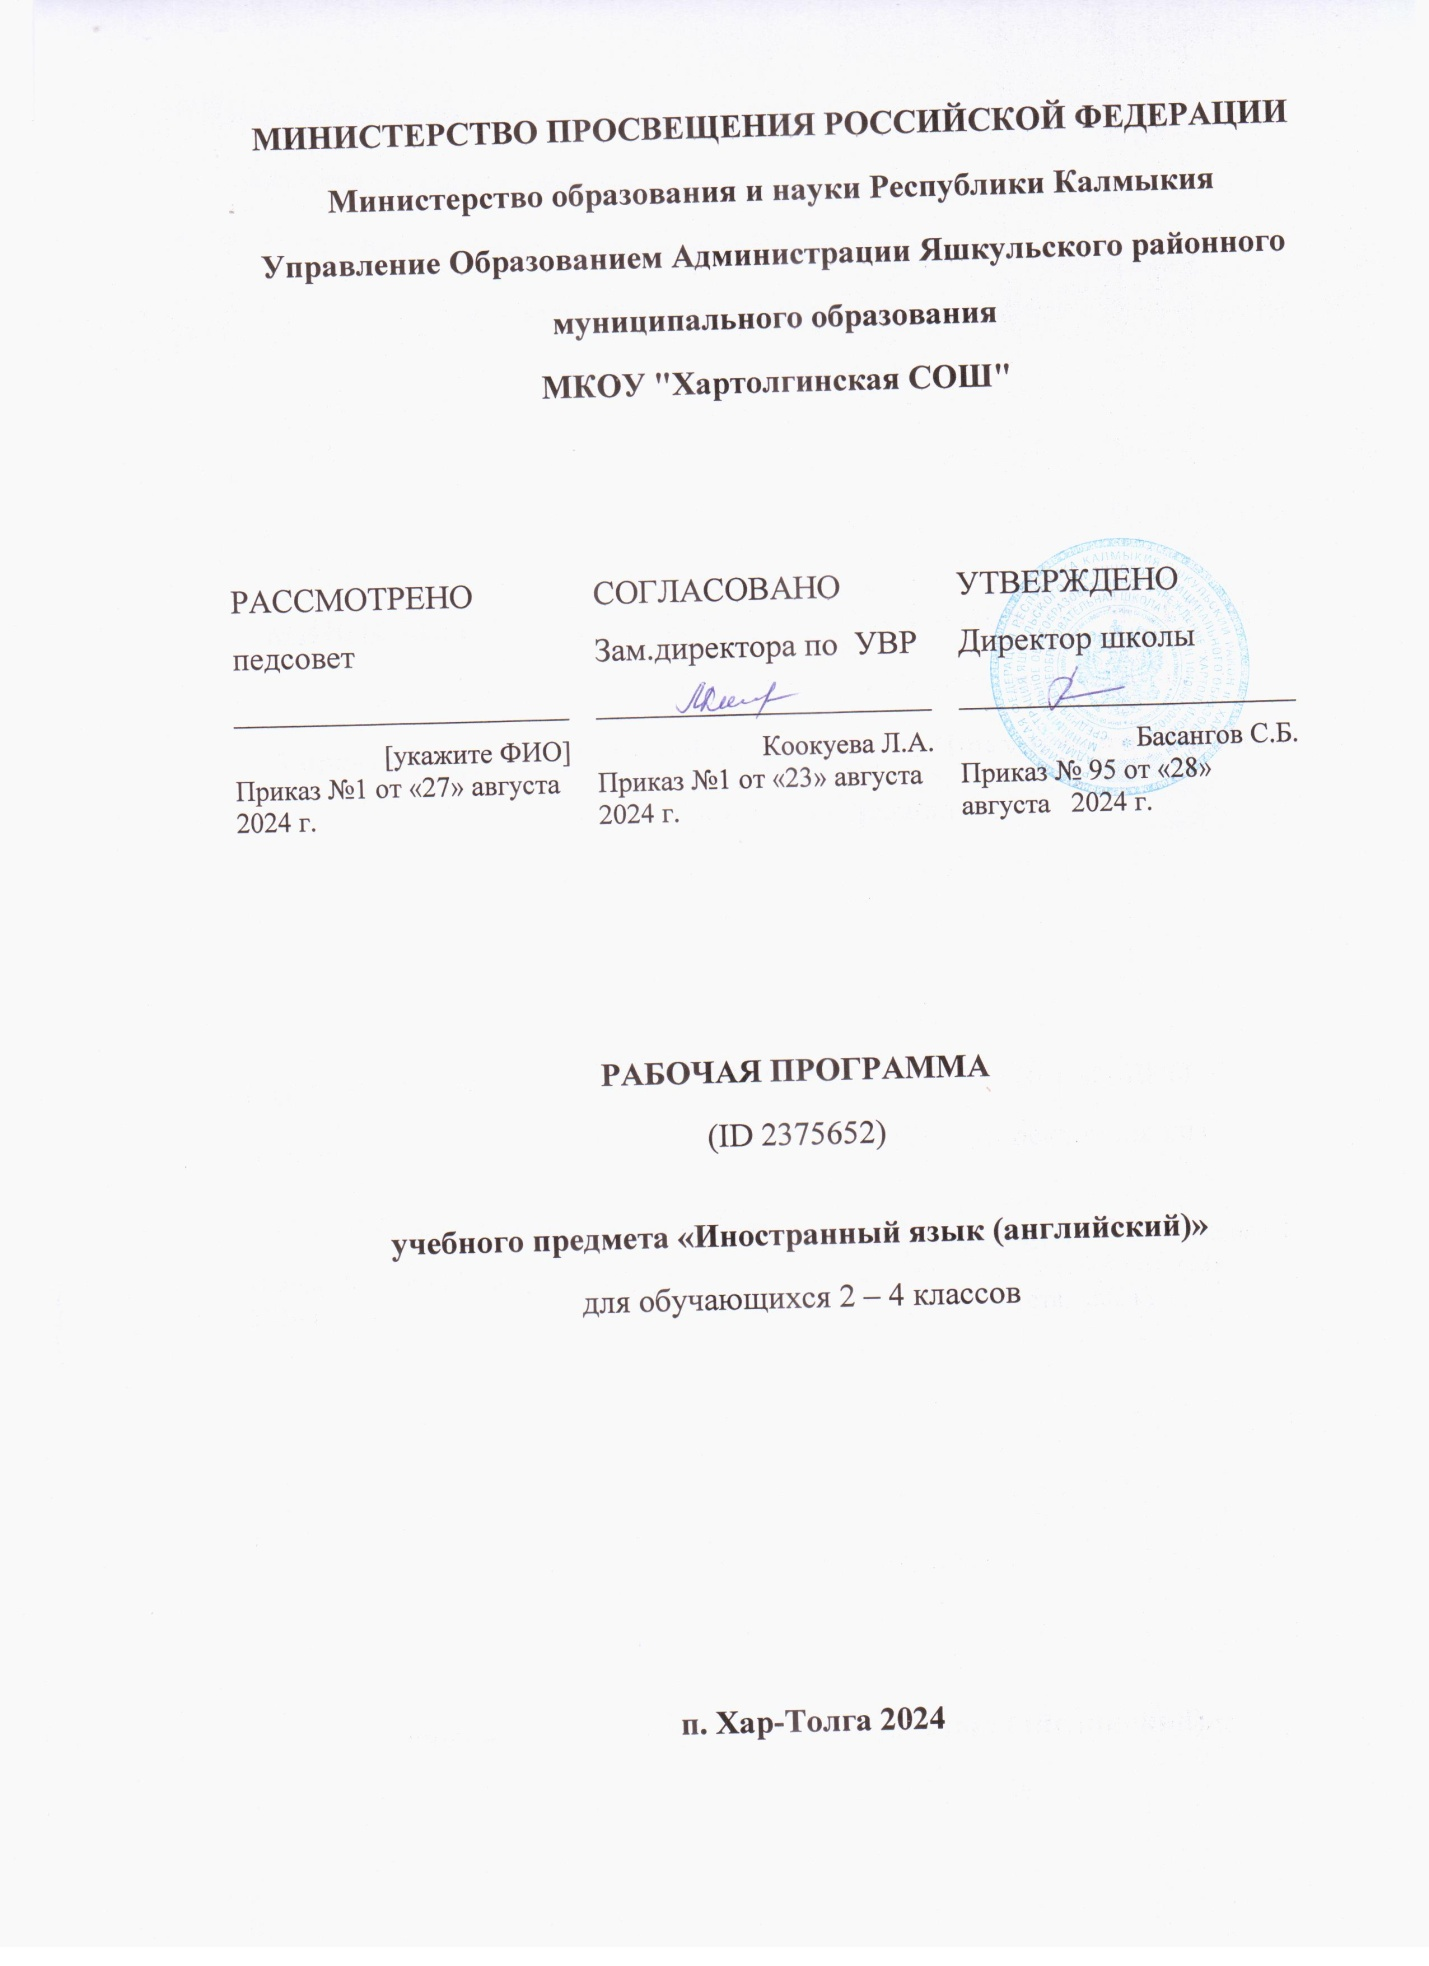 МИНИСТЕРСТВО ПРОСВЕЩЕНИЯ РОССИЙСКОЙ ФЕДЕРАЦИИ
Министерство образования и науки Республики Калмыкия
Управление Образованием Администрации Яшкульского районного
муниципального образования
МКОУ "Хартолгинская СОШ"
РАССМОТРЕНО
педсовет
[укажите ФИО]
Приказ №1 от «27» августа
2024 г.
СОГЛАСОВАНО
Зам.директора по  УВР
Коокуева Л.А.
Приказ №1 от «23» августа
2024 г.
УТВЕРЖДЕНО
Директор школы
Басангов С.Б.
Приказ № 95 от «28»
августа   2024 г.
РАБОЧАЯ ПРОГРАММА
(ID 2375652)
учебного предмета «Иностранный язык (английский)»
для обучающихся 2 – 4 классов
п. Хар-Толга 2024